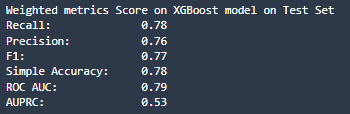 Weighted metrics Score on XGBoost model on Test Set
Recall: 0.78
Precision: 0.76
F1: 0.77
Simple Accuracy: 0.78
ROC AUC: 0.79
AUPRC: 0.53